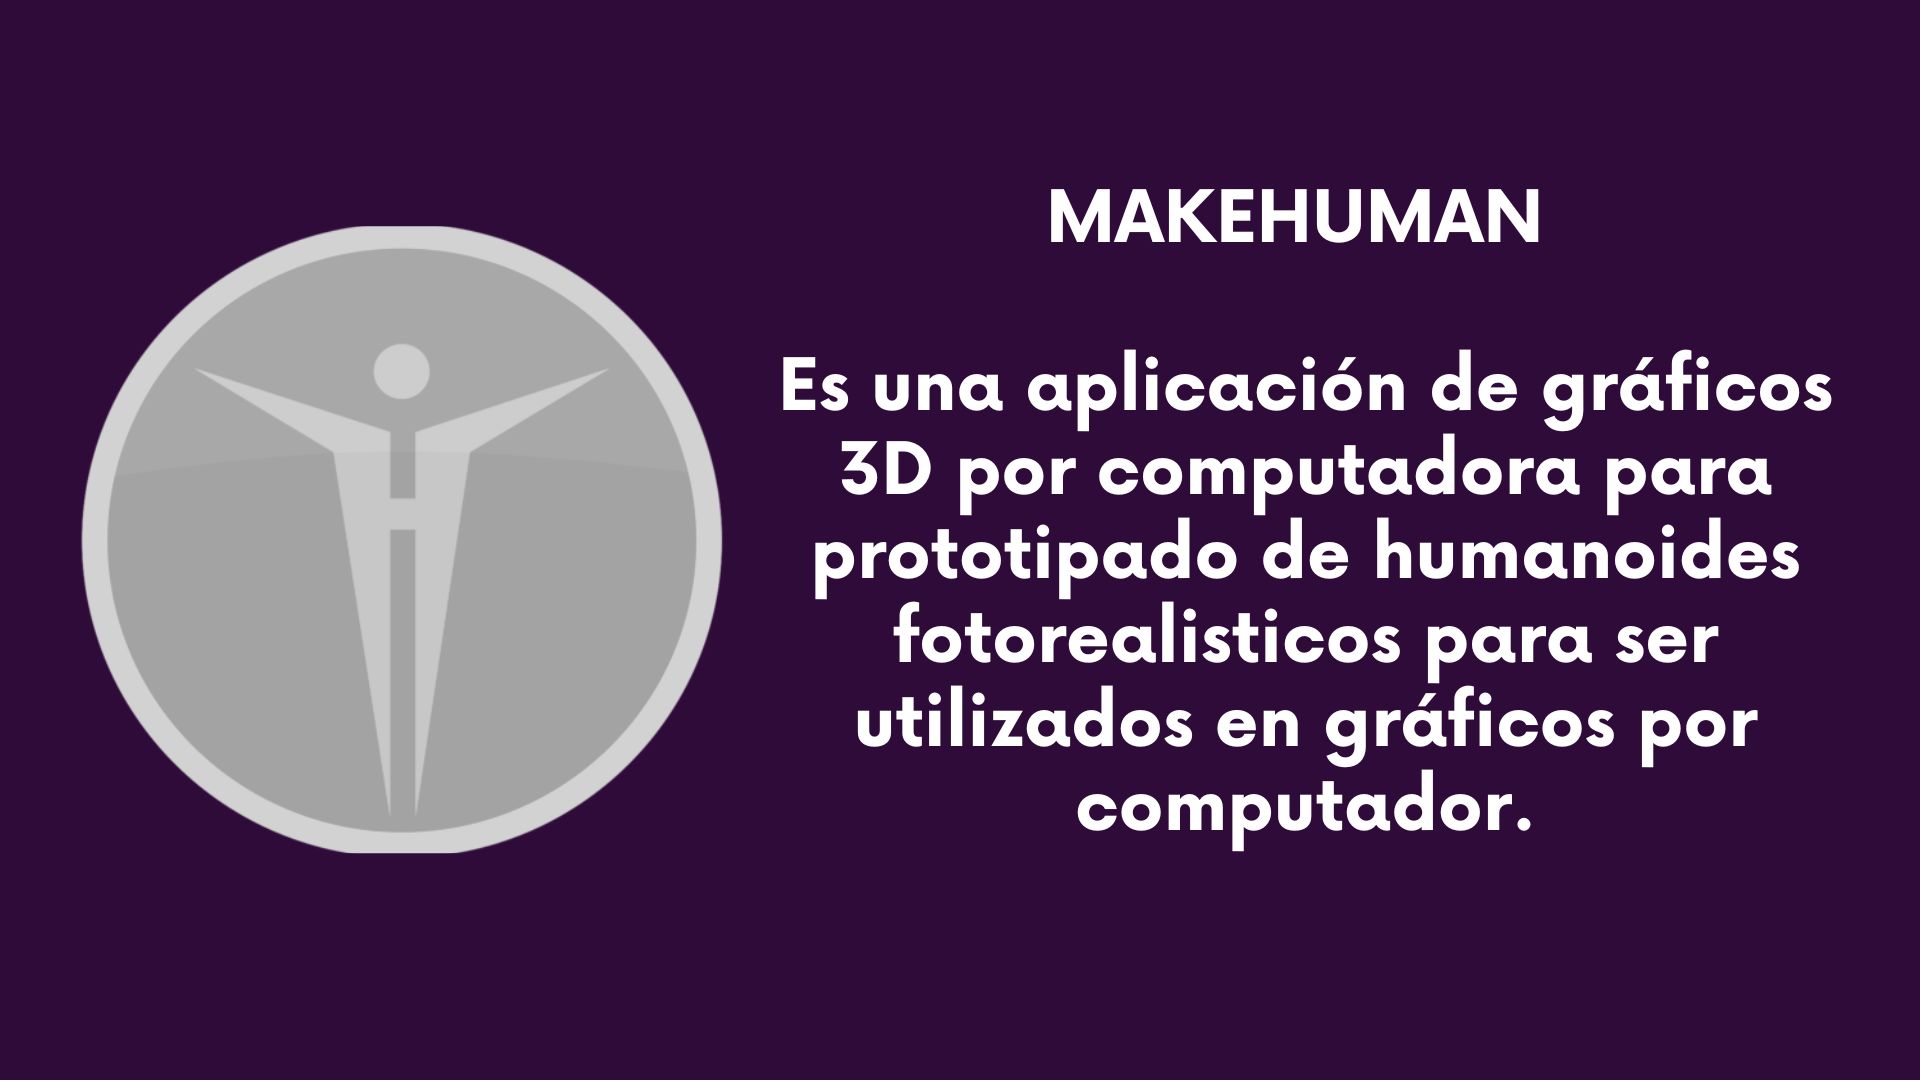 MAKEHUMAN
Es una aplicación de gráficos
3D por computadora para
prototipado de humanoides
fotorealisticos para ser
utilizados en gráficos por
computador.